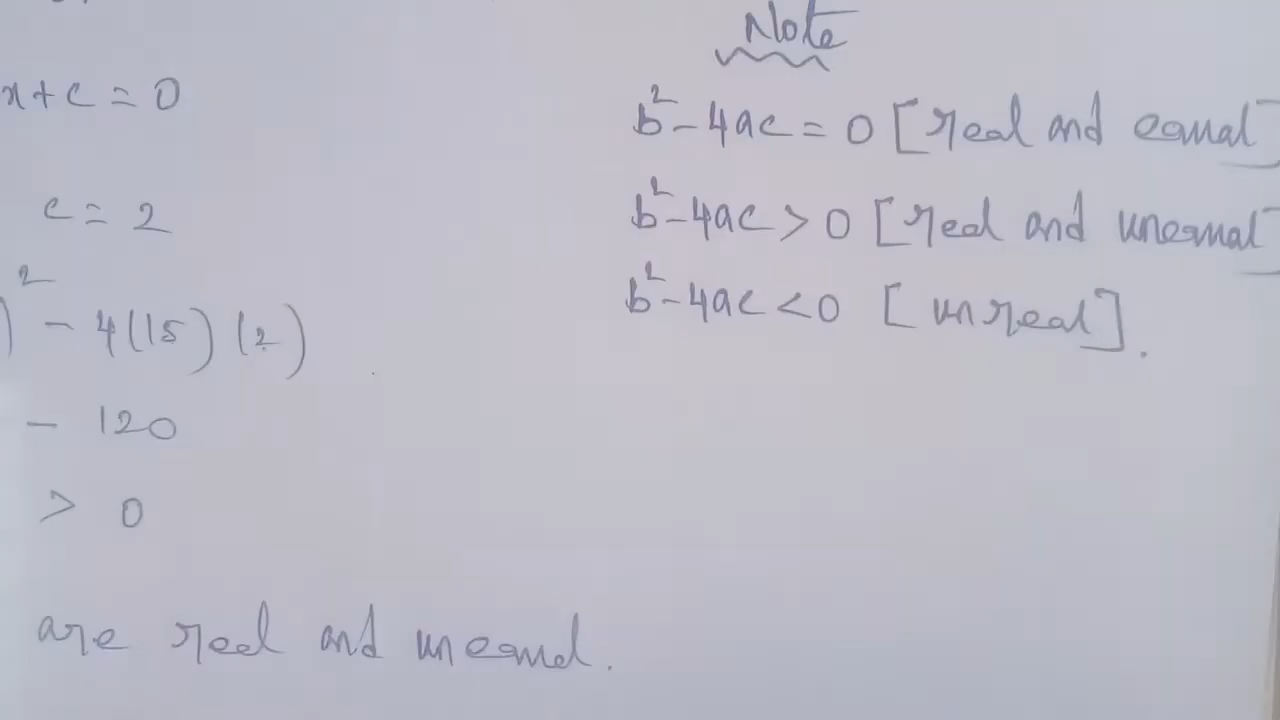 x+c=0
c=2
)² - 4(15)(2)
- 120
> 0
are real and unequal.
Note
b²-4ac=0 [real and equal]
b²-4ac>0 [real and unequal]
b²-4ac<0 [unreal].